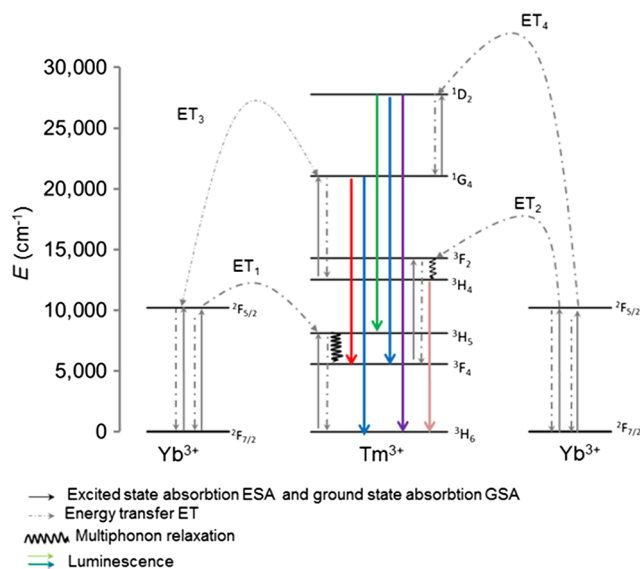 ET4
30,000
¹D₂
25,000
ET3
¹G₄
20,000
E (cm⁻¹)
ET2
15,000
³F₂
ET1
³H₄
10,000
²F5/2
²F5/2
³H₅
5,000
³F₄
0
²F7/2
³H₆
²F7/2
Yb³⁺
Tm³⁺
Yb³⁺
Excited state absorbtion ESA and ground state absorbtion GSA
Energy transfer ET
Multiphonon relaxation
Luminescence